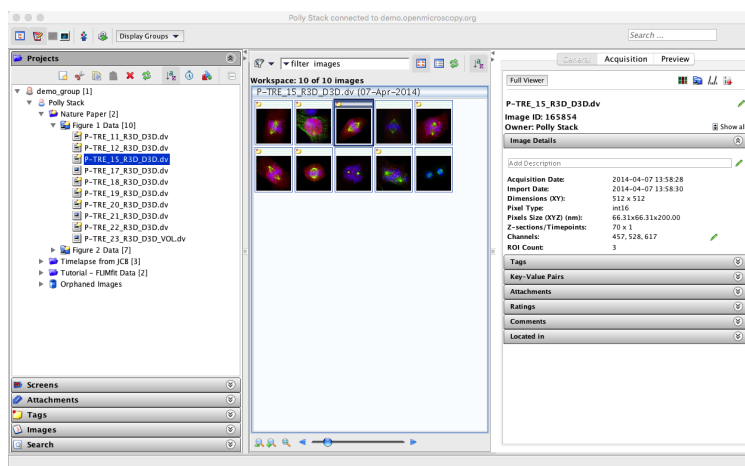 Polly Stack connected to demo.openmicroscopy.org
Display Groups
Search ...
Projects
demo_group [1]
Polly Stack
Nature Paper [2]
Figure 1 Data [10]
P-TRE_11_R3D_D3D.dv
P-TRE_12_R3D_D3D.dv
P-TRE_15_R3D_D3D.dv
P-TRE_17_R3D_D3D.dv
P-TRE_18_R3D_D3D.dv
P-TRE_19_R3D_D3D.dv
P-TRE_20_R3D_D3D.dv
P-TRE_21_R3D_D3D.dv
P-TRE_22_R3D_D3D.dv
P-TRE_23_R3D_D3D_VOL.dv
Figure 2 Data [7]
Timelapse from JCB [3]
Tutorial - FLIMfit Data [2]
Orphaned Images
Screens
Attachments
Tags
Images
Search
filter images
Workspace: 10 of 10 images
P-TRE_15_R3D_D3D.dv (07-Apr-2014)
General Acquisition Preview
Full Viewer
P-TRE_15_R3D_D3D.dv
Image ID: 165854
Owner: Polly Stack Show all
Image Details
Add Description
Acquisition Date: 2014-04-07 13:58:28
Import Date: 2014-04-07 13:58:30
Dimensions (XY): 512 x 512
Pixel Type: int16
Pixels Size (XYZ) (nm): 66.31x66.31x200.00
Z-sections/Timepoints: 70 x 1
Channels: 457, 528, 617
ROI Count: 3
Tags
Key-Value Pairs
Attachments
Ratings
Comments
Located in